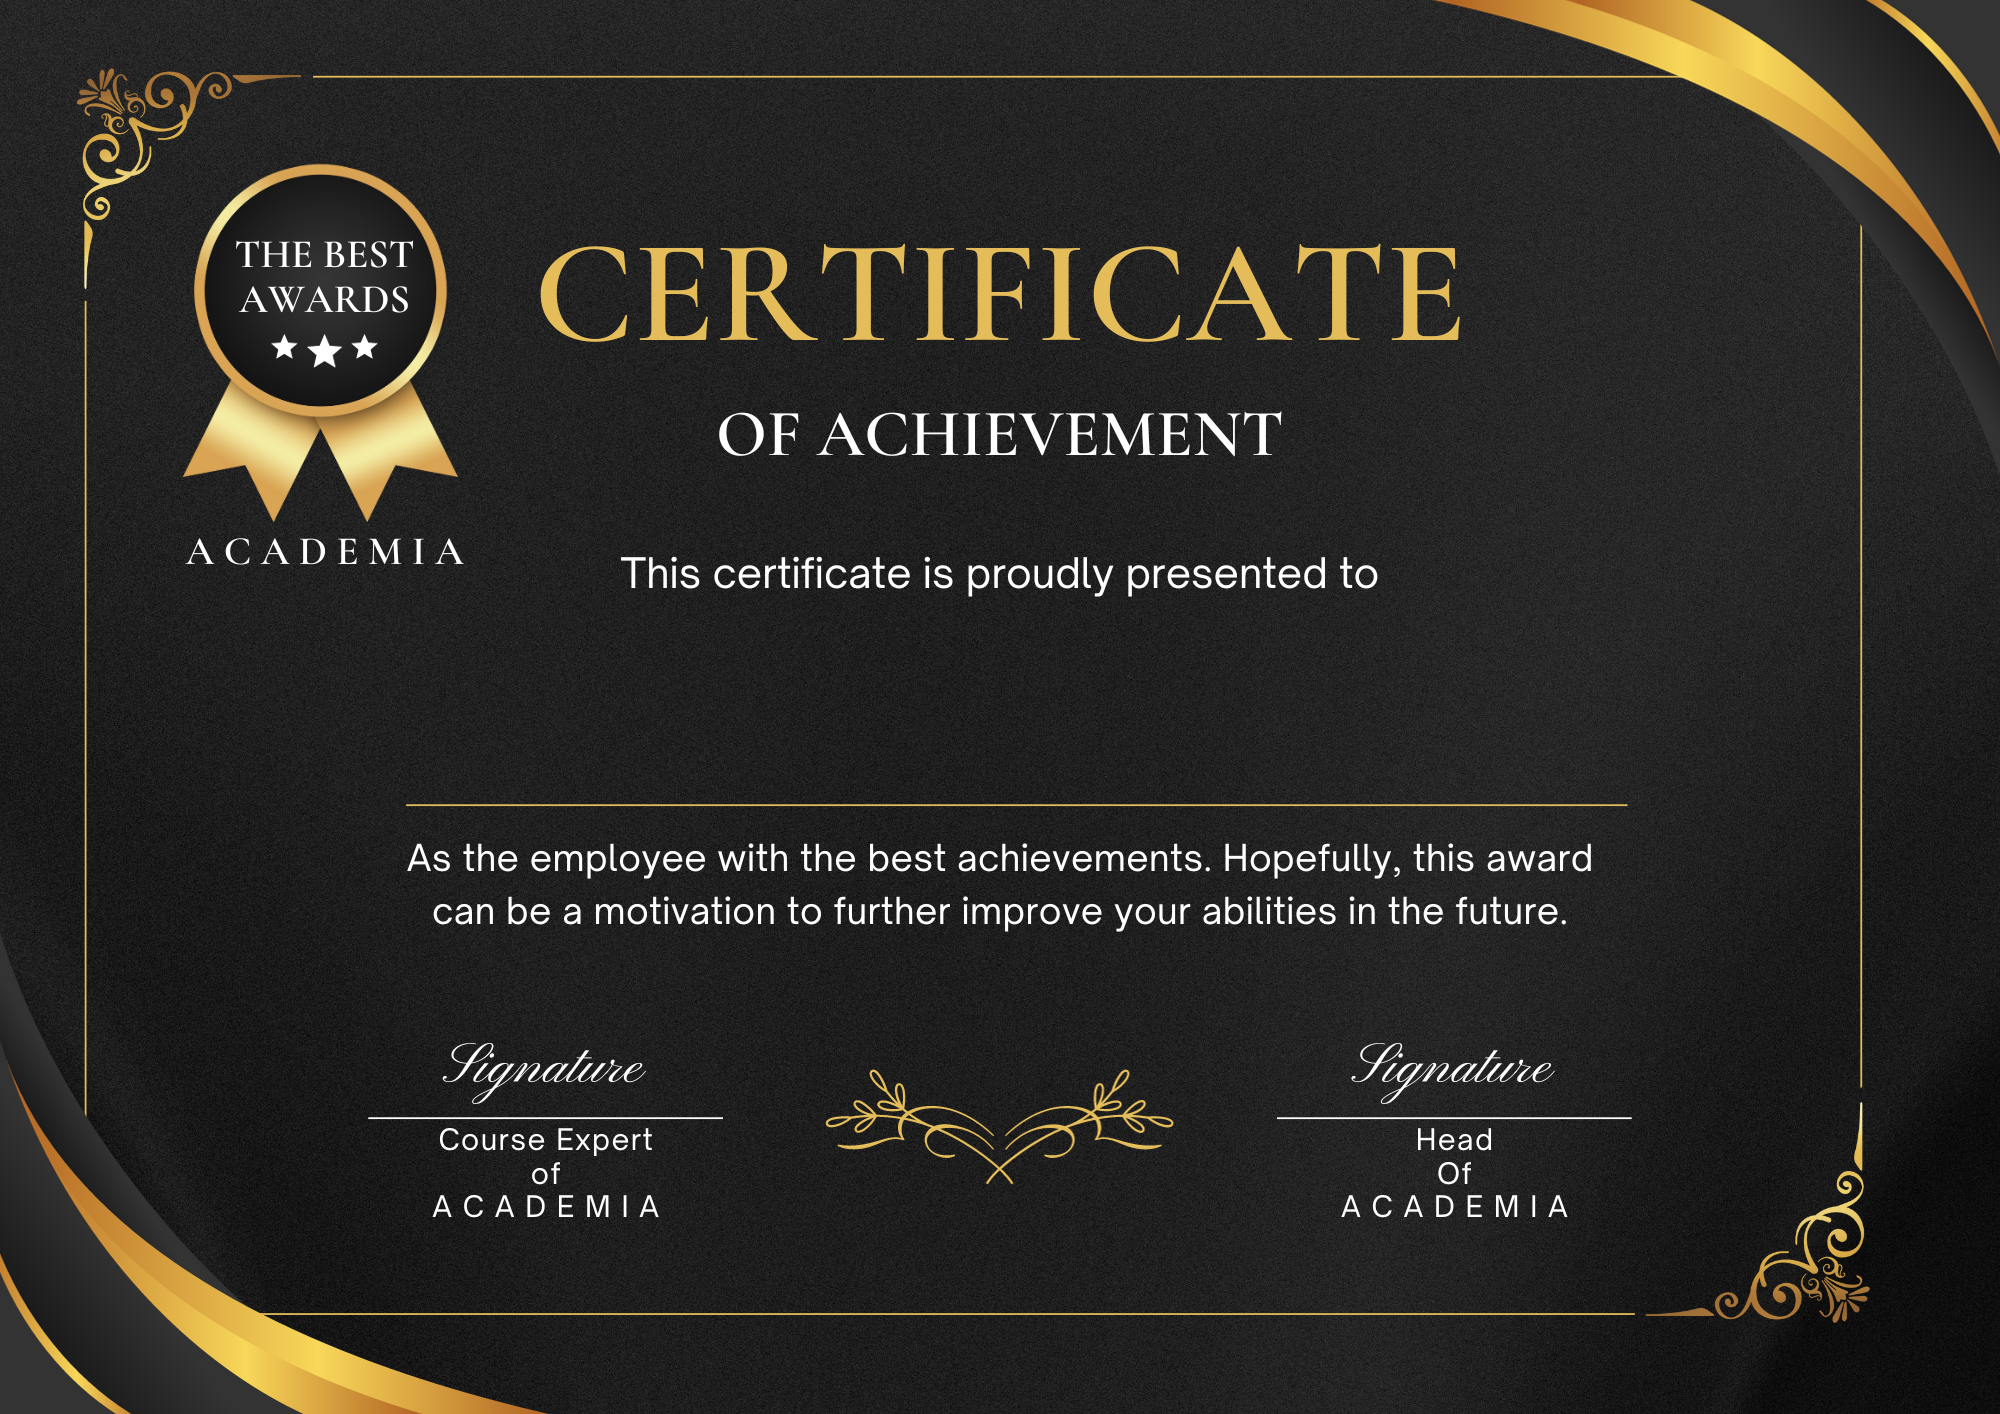 THE BEST
AWARDS
ACADEMIA
CERTIFICATE
OF ACHIEVEMENT
This certificate is proudly presented to
As the employee with the best achievements. Hopefully, this award
can be a motivation to further improve your abilities in the future.
Signature
Course Expert
of
ACADEMIA
Signature
Head
Of
ACADEMIA